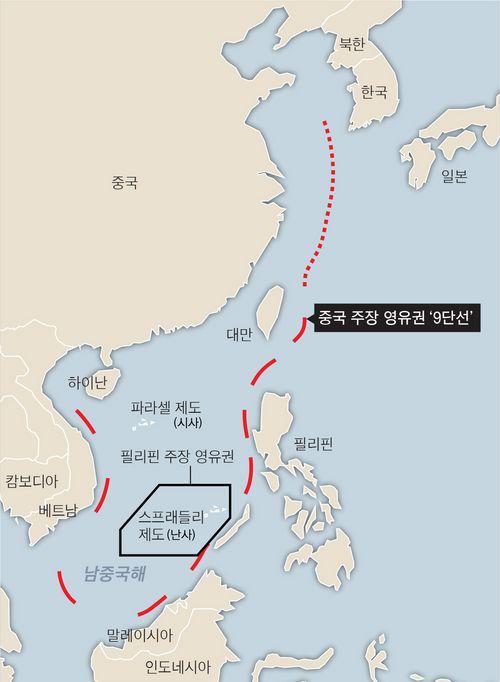 북한
한국
중국
일본
중국 주장 영유권 ‘9단선’
대만
하이난
파라셀 제도
(시사)
필리핀
필리핀 주장 영유권
캄보디아
베트남
스프래들리
제도(난사)
남중국해
말레이시아
인도네시아